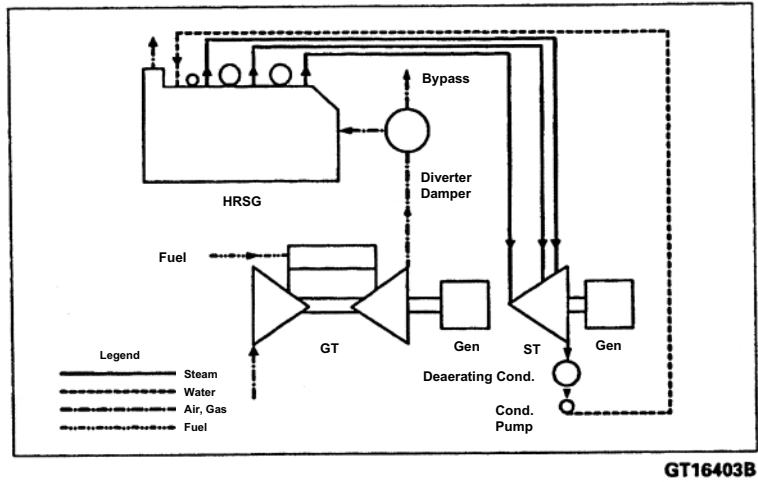 Bypass
Diverter
Damper
HRSG
Fuel
GT
Gen
ST
Gen
Deaerating Cond.
Cond.
Pump
Legend
Steam
Water
Air, Gas
Fuel
GT16403B